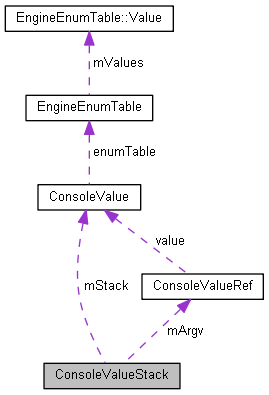 EngineEnumTable::Value
mValues
EngineEnumTable
enumTable
ConsoleValue
value
mStack
ConsoleValueRef
mArgv
ConsoleValueStack